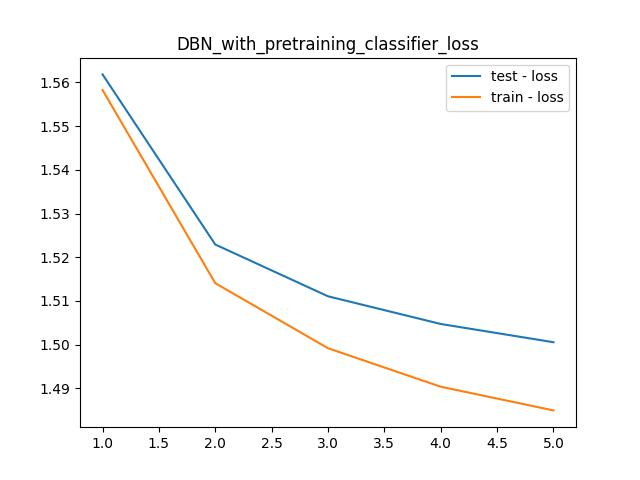 DBN_with_pretraining_classifier_loss
test - loss
train - loss
1.56
1.55
1.54
1.53
1.52
1.51
1.50
1.49
1.0 1.5 2.0 2.5 3.0 3.5 4.0 4.5 5.0